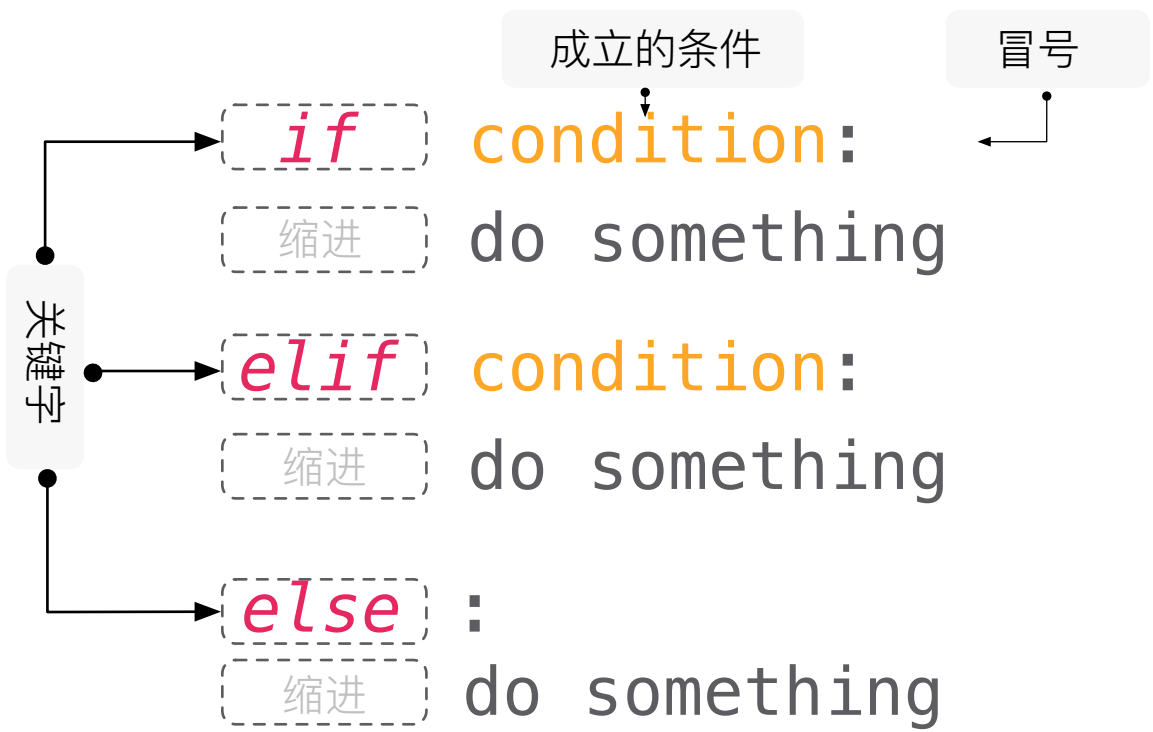 成立的条件 冒号
if condition:
缩进 do something
关键字
elif condition:
缩进 do something
else :
缩进 do something